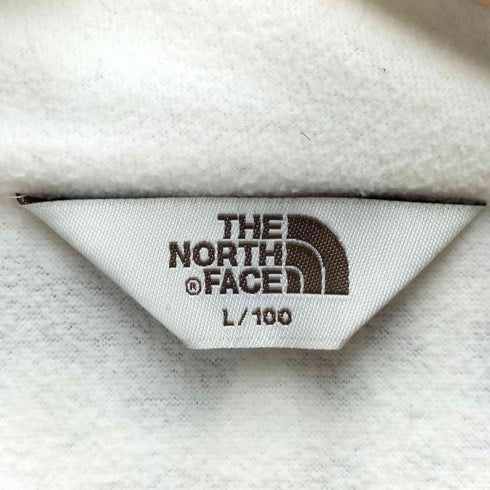 THE
NORTH
® FACE
L/100